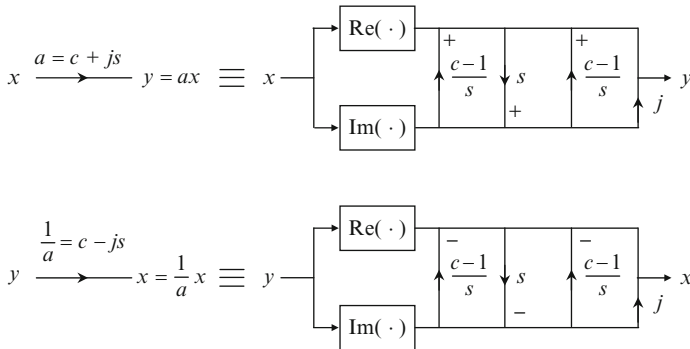 Re( · )
+ +
a = c + js
x y = ax ≡ x c−1/s s c−1/s y
+ j
Im( · )
Re( · )
− −
1/a = c − js
y x = 1/a x ≡ y c−1/s s c−1/s x
− j
Im( · )